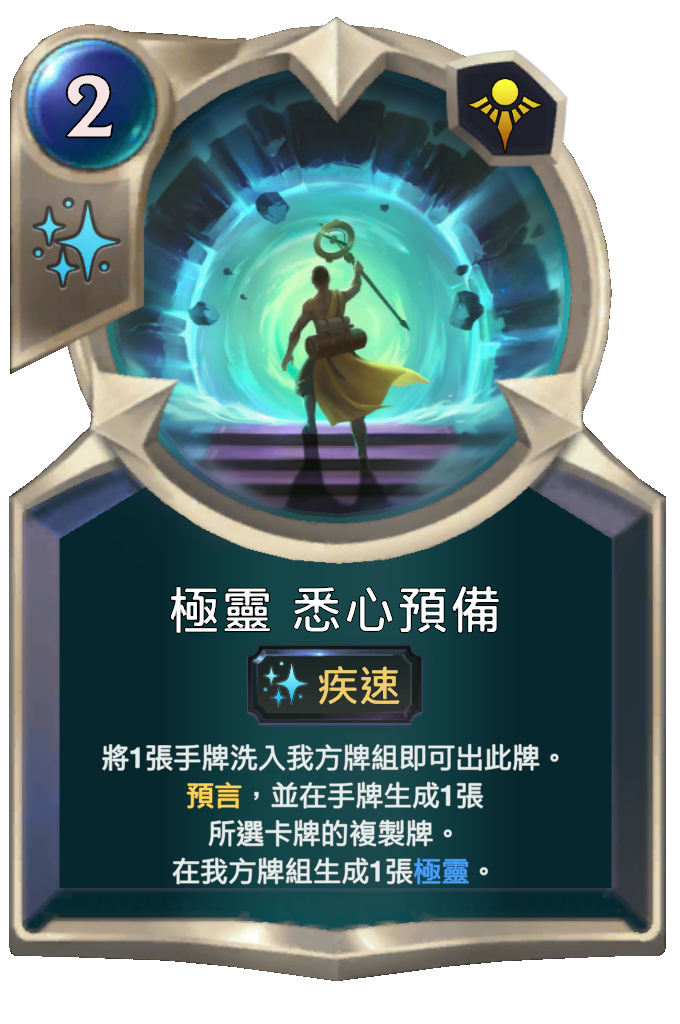 2
極靈 悉心預備
疾速
將1張手牌洗入我方牌組即可出此牌。
預言，並在手牌生成1張
所選卡牌的複製牌。
在我方牌組生成1張極靈。